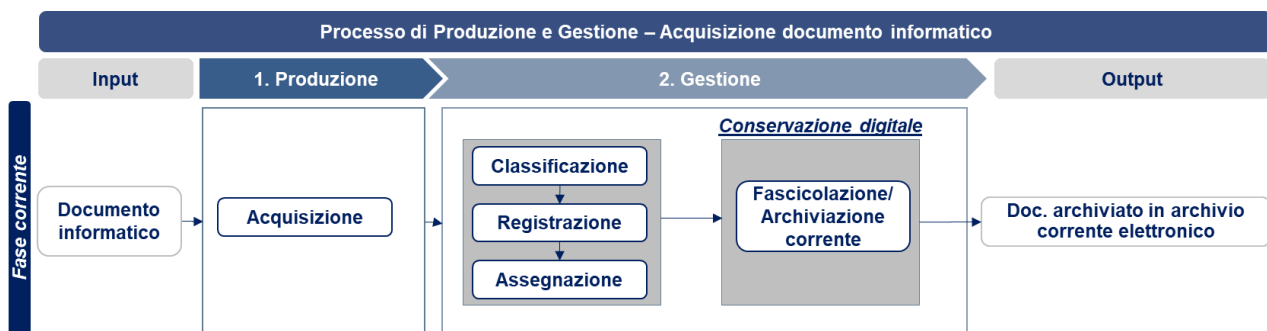 Processo di Produzione e Gestione – Acquisizione documento informatico
Input
1. Produzione
2. Gestione
Output
Fase corrente
Documento
informatico
Acquisizione
Classificazione
Registrazione
Assegnazione
Conservazione digitale
Fascicolazione/
Archiviazione
corrente
Doc. archiviato in archivio
corrente elettronico